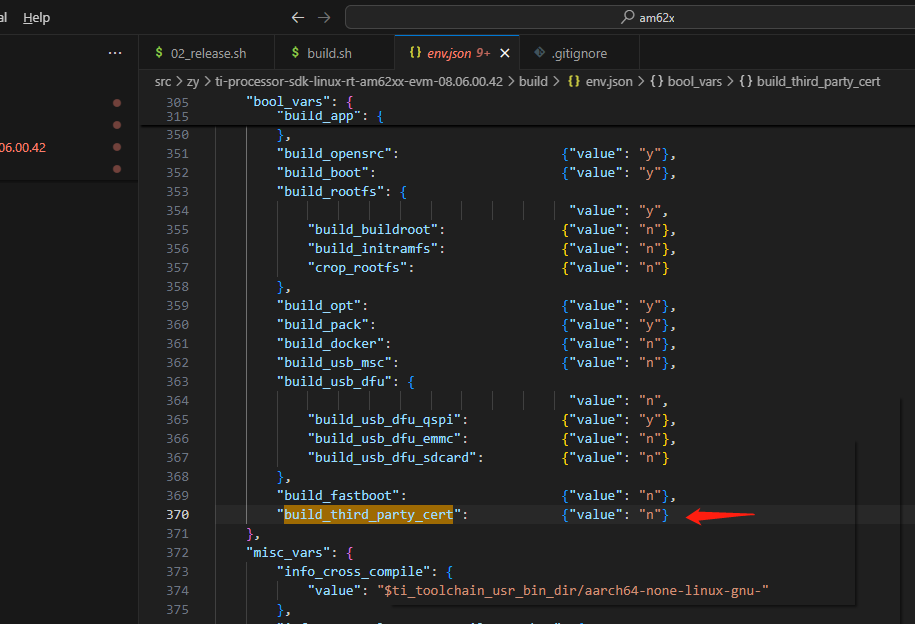 al Help ← → am62x
... $ 02_release.sh $ build.sh {} env.json 9+ × .gitignore
src > zy > ti-processor-sdk-linux-rt-am62xx-evm-08.06.00.42 > build > {} env.json > {} bool_vars > {} build_third_party_cert
06.00.42
305 "bool_vars": {
315 "build_app": {
350 },
351 "build_opensrc": {"value": "y"},
352 "build_boot": {"value": "y"},
353 "build_rootfs": {
354 "value": "y",
355 "build_buildroot": {"value": "n"},
356 "build_initramfs": {"value": "n"},
357 "crop_rootfs": {"value": "n"}
358 },
359 "build_opt": {"value": "y"},
360 "build_pack": {"value": "y"},
361 "build_docker": {"value": "n"},
362 "build_usb_msc": {"value": "n"},
363 "build_usb_dfu": {
364 "value": "n",
365 "build_usb_dfu_qspi": {"value": "y"},
366 "build_usb_dfu_emmc": {"value": "n"},
367 "build_usb_dfu_sdcard": {"value": "n"}
368 },
369 "build_fastboot": {"value": "n"},
370 "build_third_party_cert": {"value": "n"}
371 },
372 "misc_vars": {
373 "info_cross_compile": {
374 "value": "$ti_toolchain_usr_bin_dir/aarch64-none-linux-gnu-"
375 },